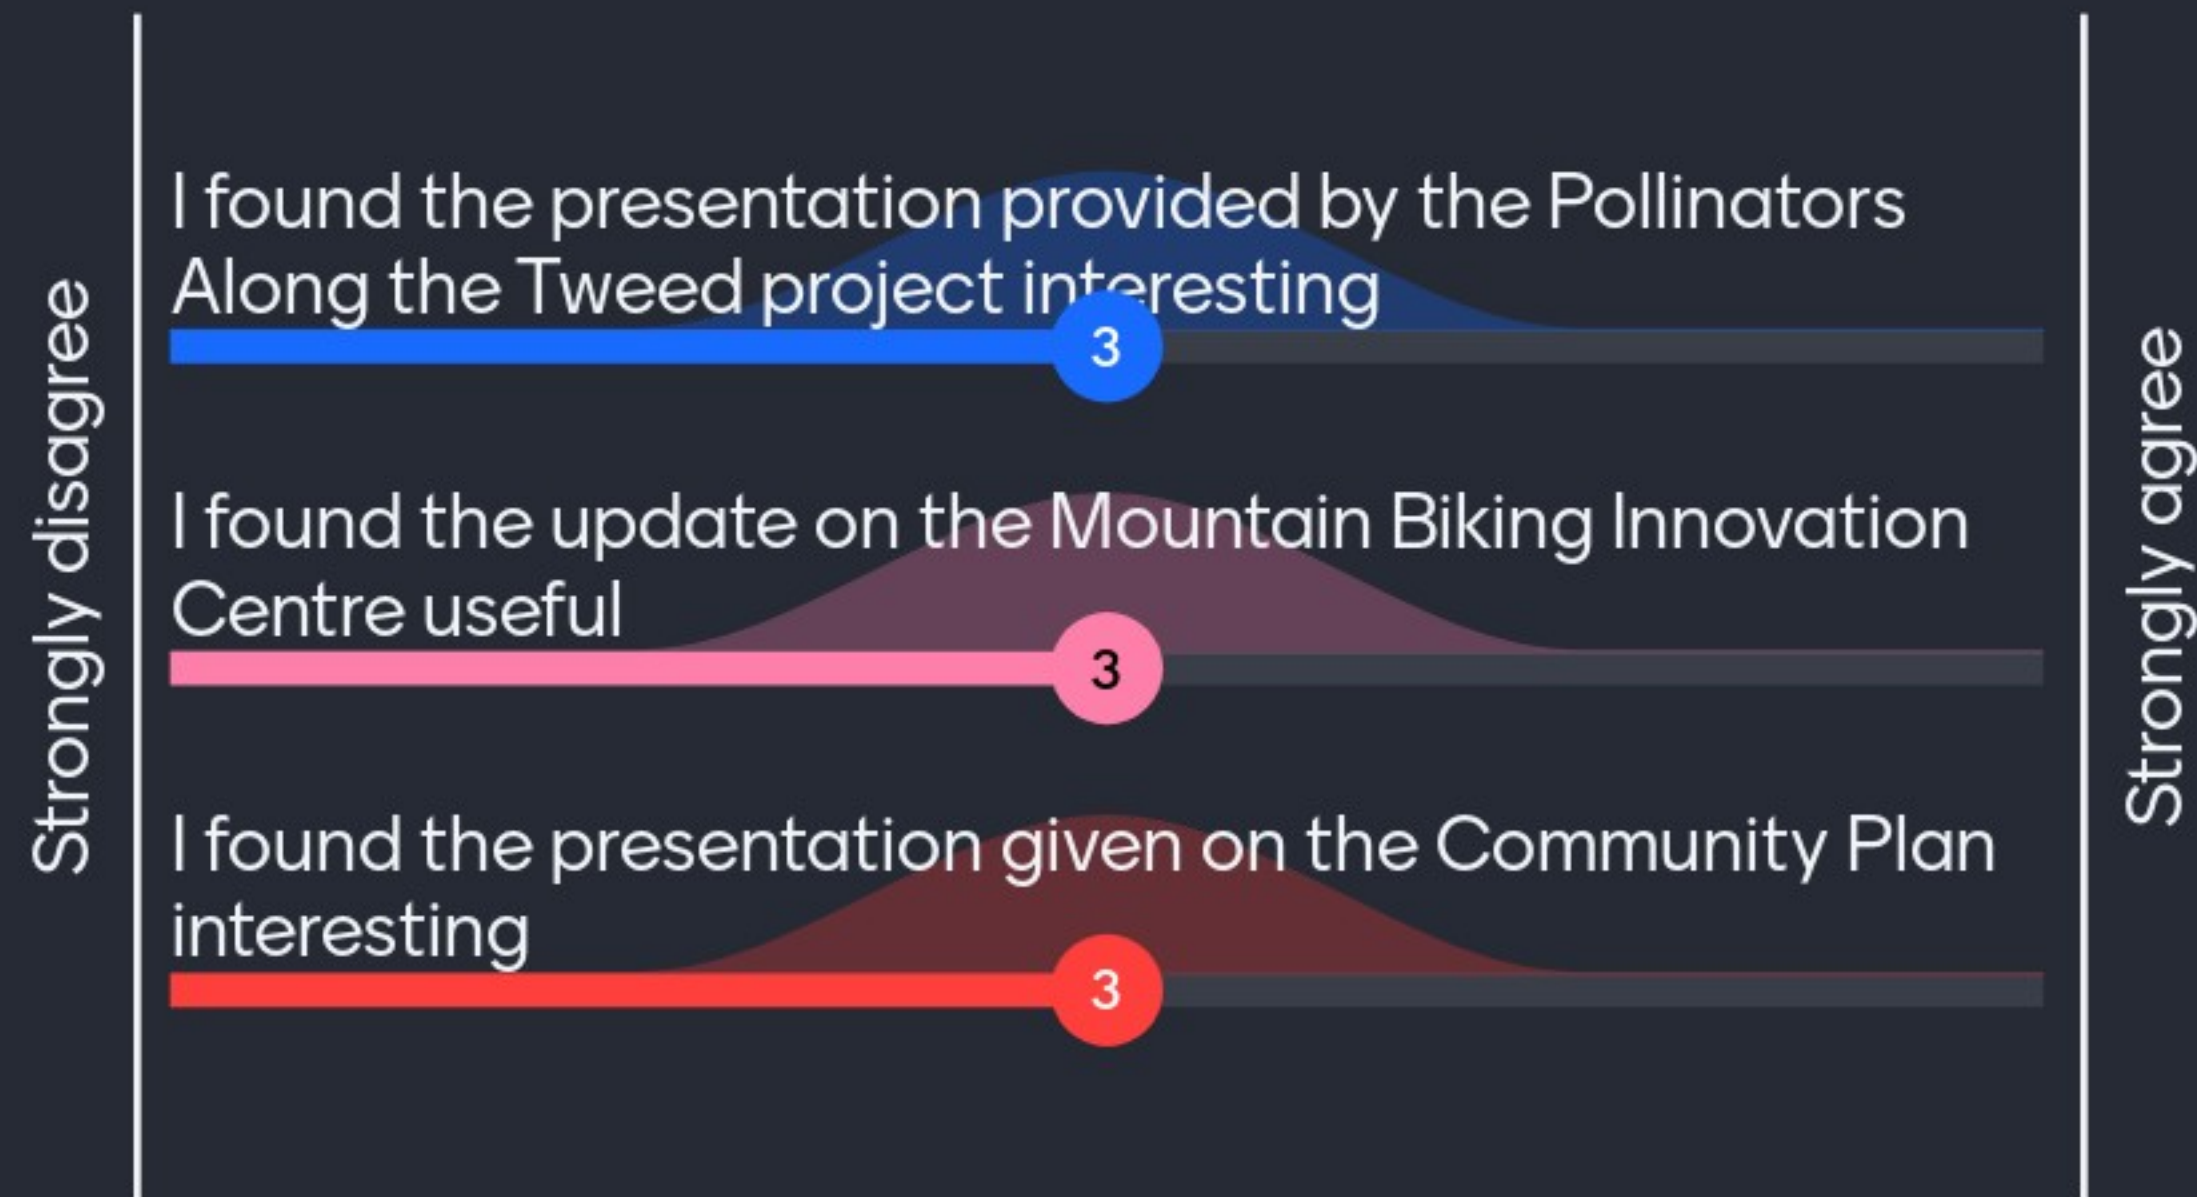 Strongly disagree
I found the presentation provided by the Pollinators
Along the Tweed project interesting
3
I found the update on the Mountain Biking Innovation
Centre useful
3
I found the presentation given on the Community Plan
interesting
3
Strongly agree